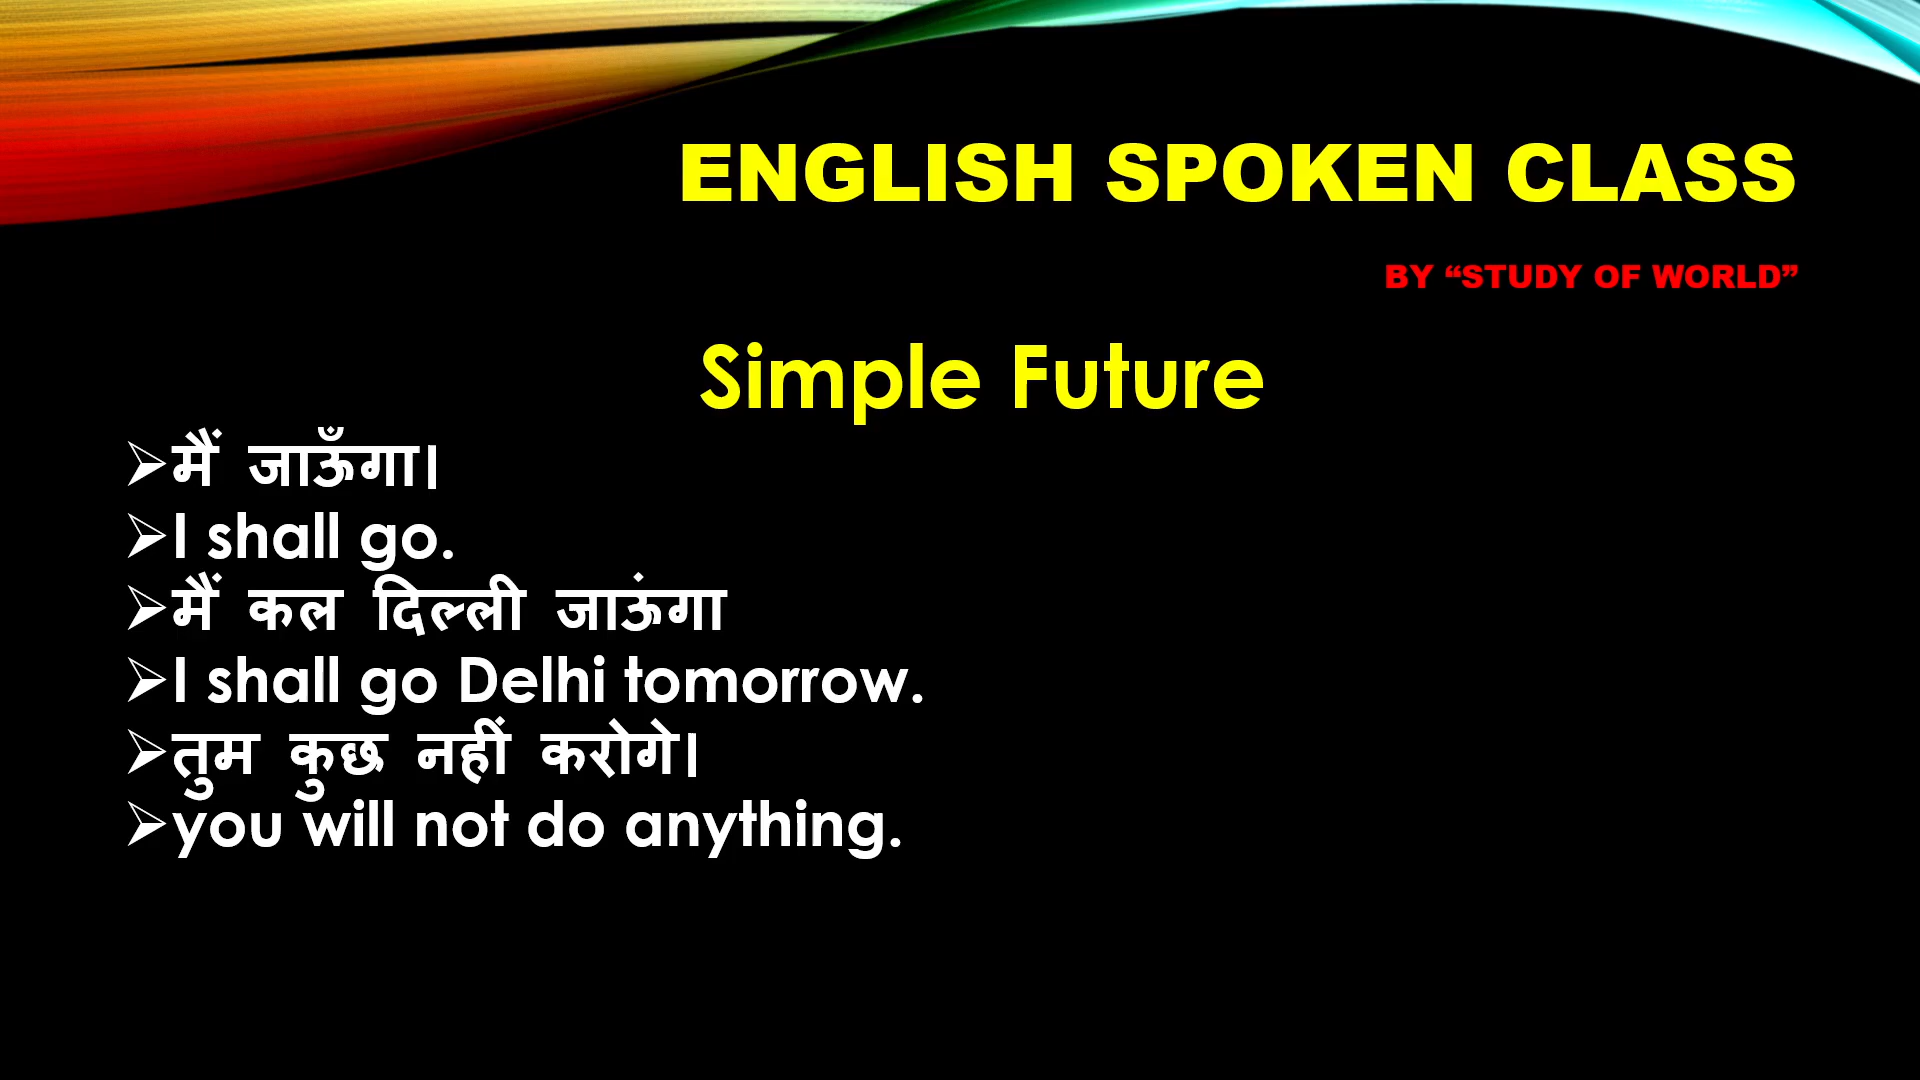 ENGLISH SPOKEN CLASS
BY “STUDY OF WORLD”
Simple Future
➢मैं जाऊँगा।
➢I shall go.
➢मैं कल दिल्ली जाऊंगा
➢I shall go Delhi tomorrow.
➢तुम कुछ नहीं करोगे।
➢you will not do anything.